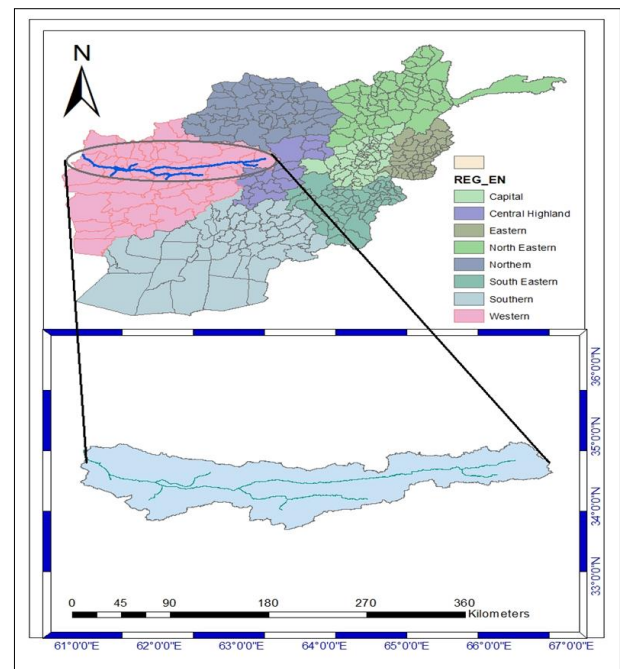 N
REG_EN
Capital
Central Highland
Eastern
North Eastern
Northern
South Eastern
Southern
Western
36°0'0"N
35°0'0"N
34°0'0"N
33°0'0"N
0 45 90 180 270 360
Kilometers
61°0'0"E 62°0'0"E 63°0'0"E 64°0'0"E 65°0'0"E 66°0'0"E 67°0'0"E